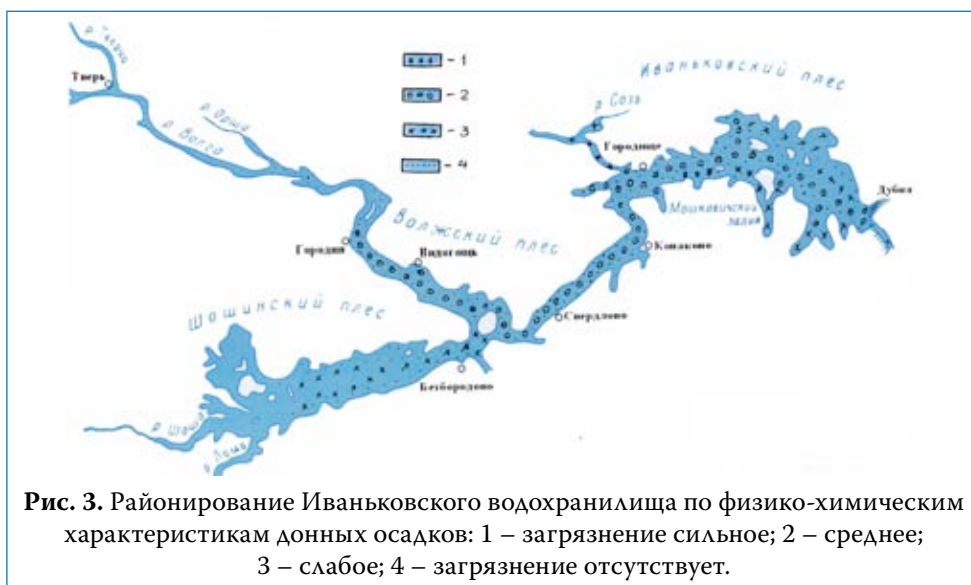 р. Тверца
Тверь
р. Волга
р. Орша
- 1
- 2
- 3
- 4
Иваньковский плес
р. Созь
Городище
Дубна
Мошковичский
залив
Конаково
Волжский плес
Городня
Видогощь
Свердлово
Шошинский плес
Безбородово
р. Шоша
р. Лама
Рис. 3. Районирование Иваньковского водохранилища по физико-химическим
характеристикам донных осадков: 1 – загрязнение сильное; 2 – среднее;
3 – слабое; 4 – загрязнение отсутствует.